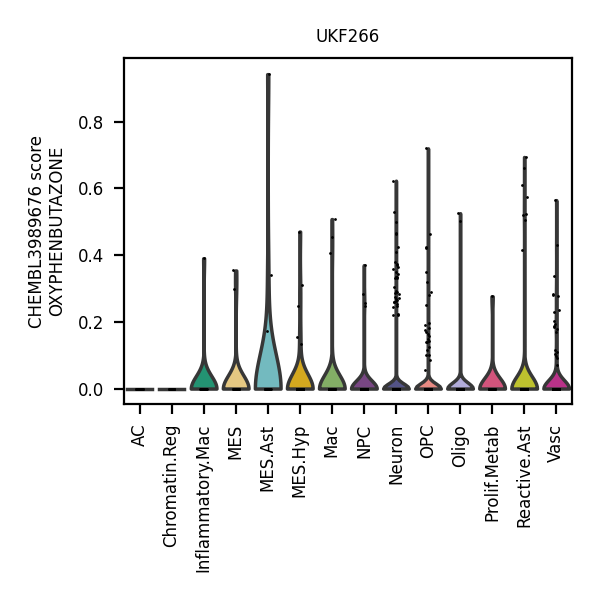 UKF266
CHEMBL3989676 score
OXYPHENBUTAZONE
0.8
0.6
0.4
0.2
0.0
AC
Chromatin.Reg
Inflammatory.Mac
MES
MES.Ast
MES.Hyp
Mac
NPC
Neuron
OPC
Oligo
Prolif.Metab
Reactive.Ast
Vasc